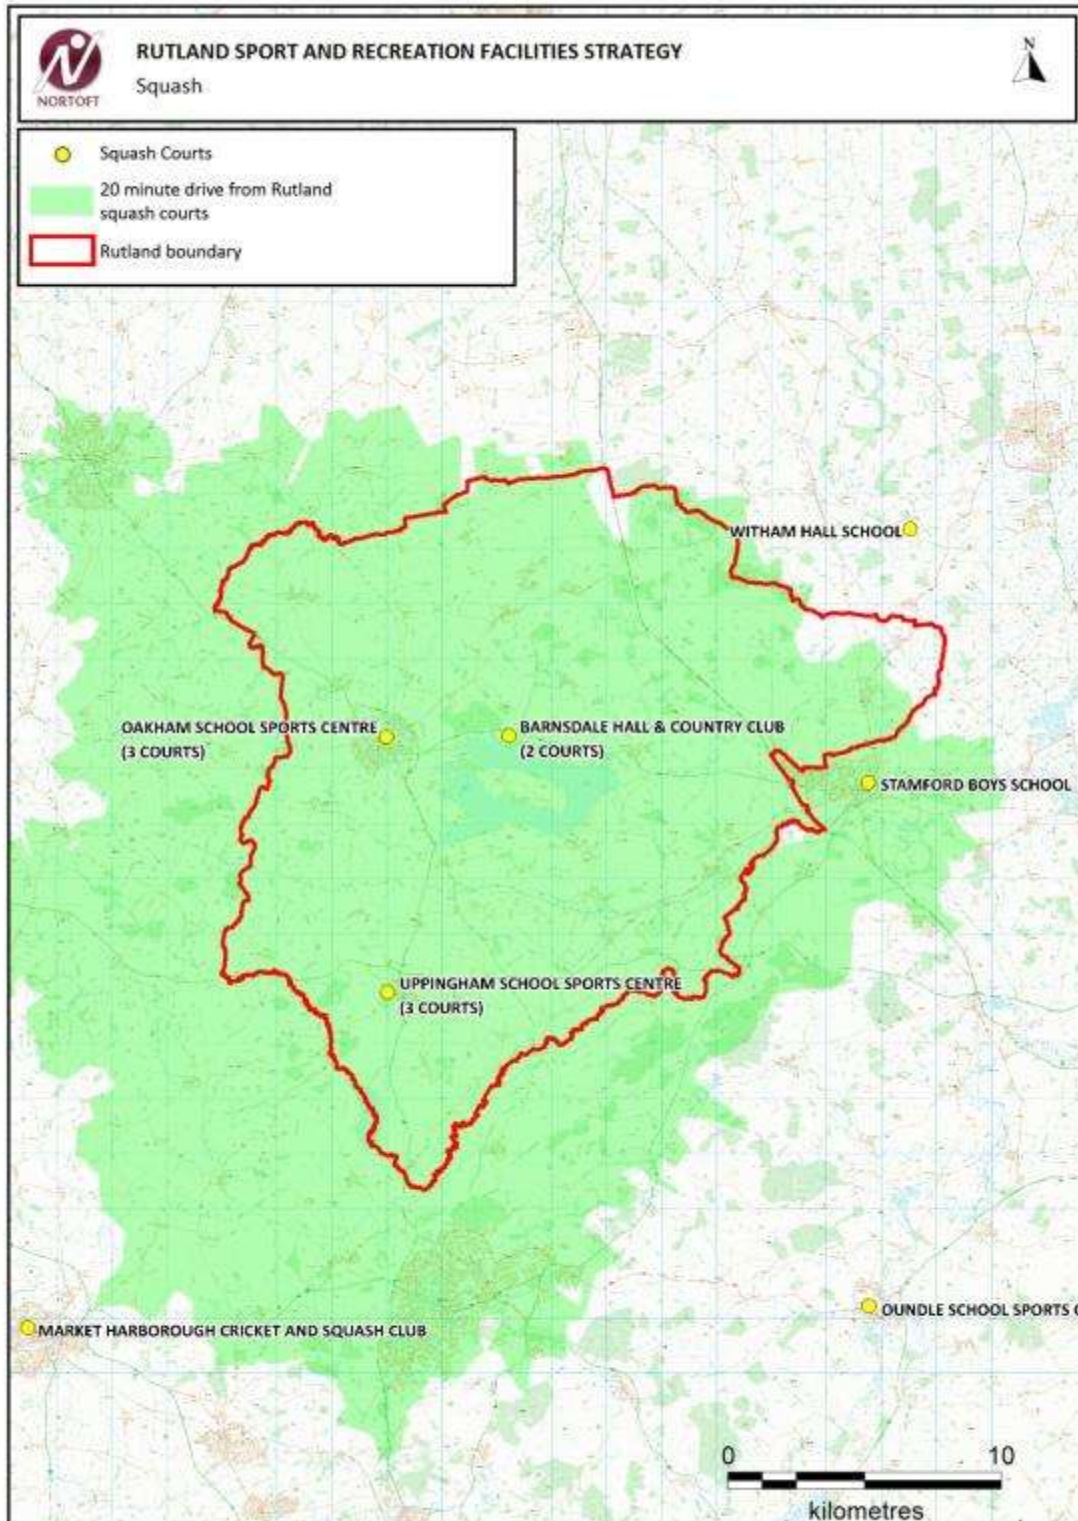 RUTLAND SPORT AND RECREATION FACILITIES STRATEGY
Squash
NORTOFT
N
Squash Courts
20 minute drive from Rutland
squash courts
Rutland boundary
WITHAM HALL SCHOOL
OAKHAM SCHOOL SPORTS CENTRE
(3 COURTS)
BARNSDALE HALL & COUNTRY CLUB
(2 COURTS)
STAMFORD BOYS SCHOOL
UPPINGHAM SCHOOL SPORTS CENTRE
(3 COURTS)
OUNDLE SCHOOL SPORTS C
MARKET HARBOROUGH CRICKET AND SQUASH CLUB
0 10
kilometres